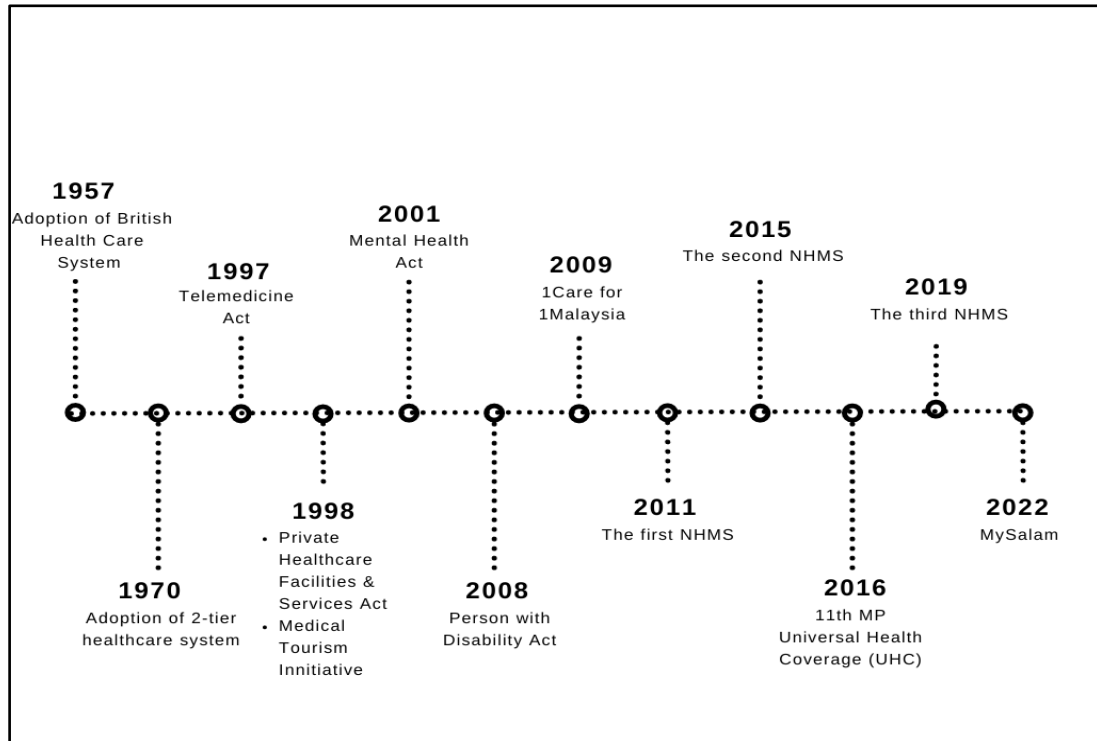 1957
Adoption of British
Health Care
System
1970
Adoption of 2-tier
healthcare system
1997
Telemedicine
Act
1998
• Private
Healthcare
Facilities &
Services Act
• Medical
Tourism
Innitiative
2001
Mental Health
Act
2008
Person with
Disability Act
2009
1Care for
1Malaysia
2011
The first NHMS
2015
The second NHMS
2016
11th MP
Universal Health
Coverage (UHC)
2019
The third NHMS
2022
MySalam